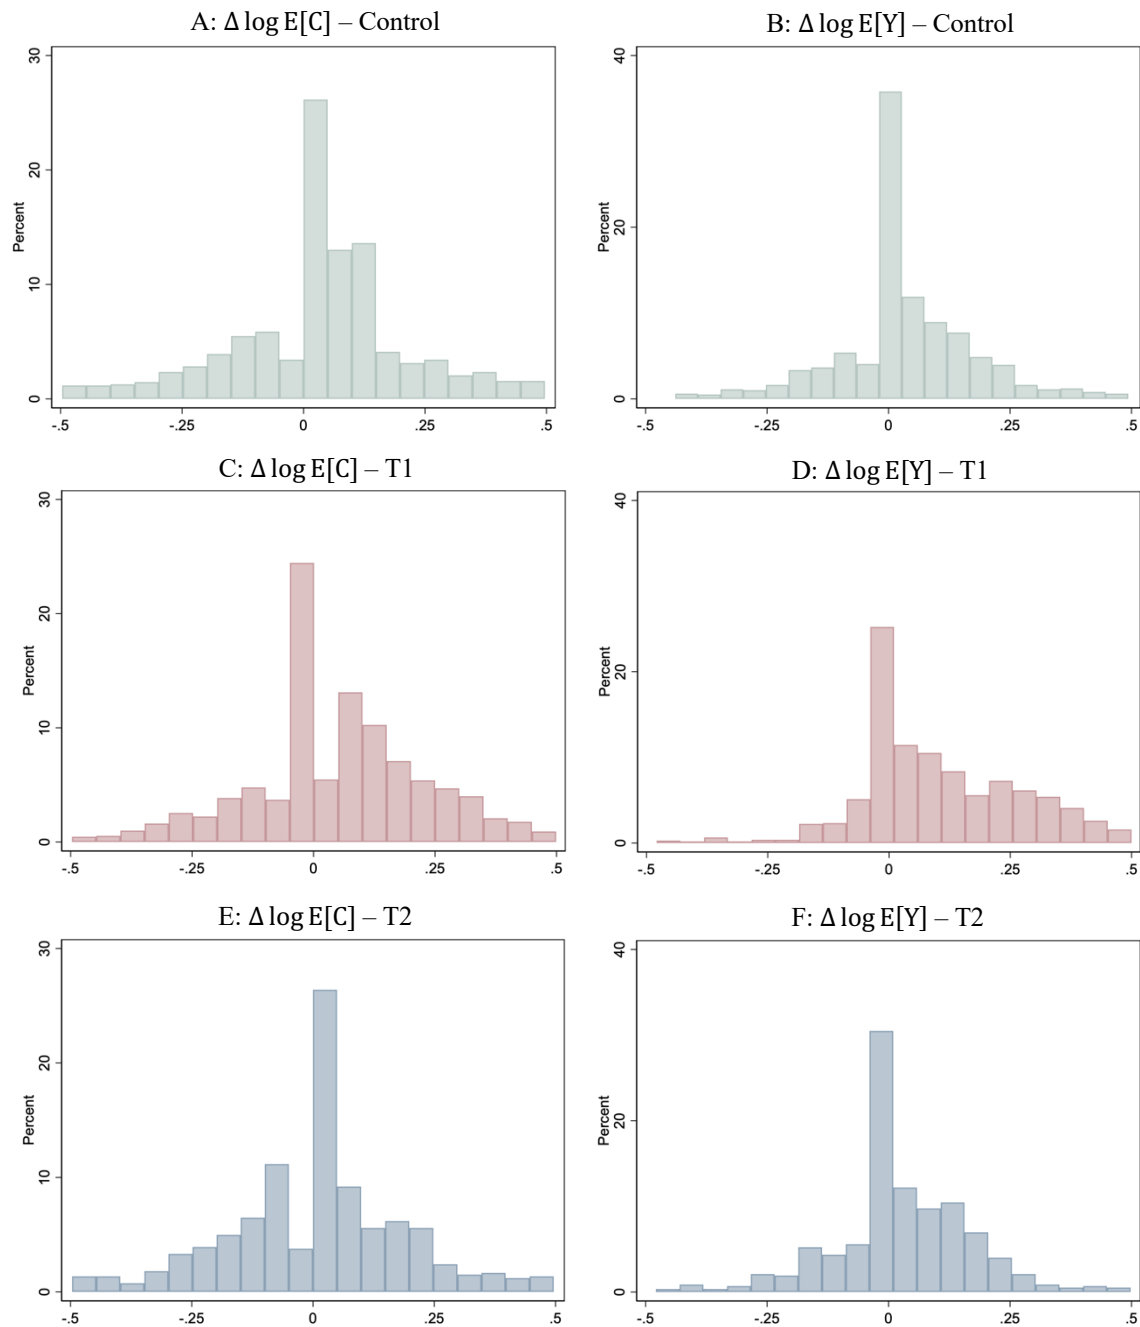 A: Δ log E[C] – Control
B: Δ log E[Y] – Control
30
20
10
0
Percent
-.5 -.25 0 .25 .5
40
20
0
Percent
-.5 -.25 0 .25 .5
C: Δ log E[C] – T1
D: Δ log E[Y] – T1
30
20
10
0
Percent
-.5 -.25 0 .25 .5
40
20
0
Percent
-.5 -.25 0 .25 .5
E: Δ log E[C] – T2
F: Δ log E[Y] – T2
30
20
10
0
Percent
-.5 -.25 0 .25 .5
40
20
0
Percent
-.5 -.25 0 .25 .5